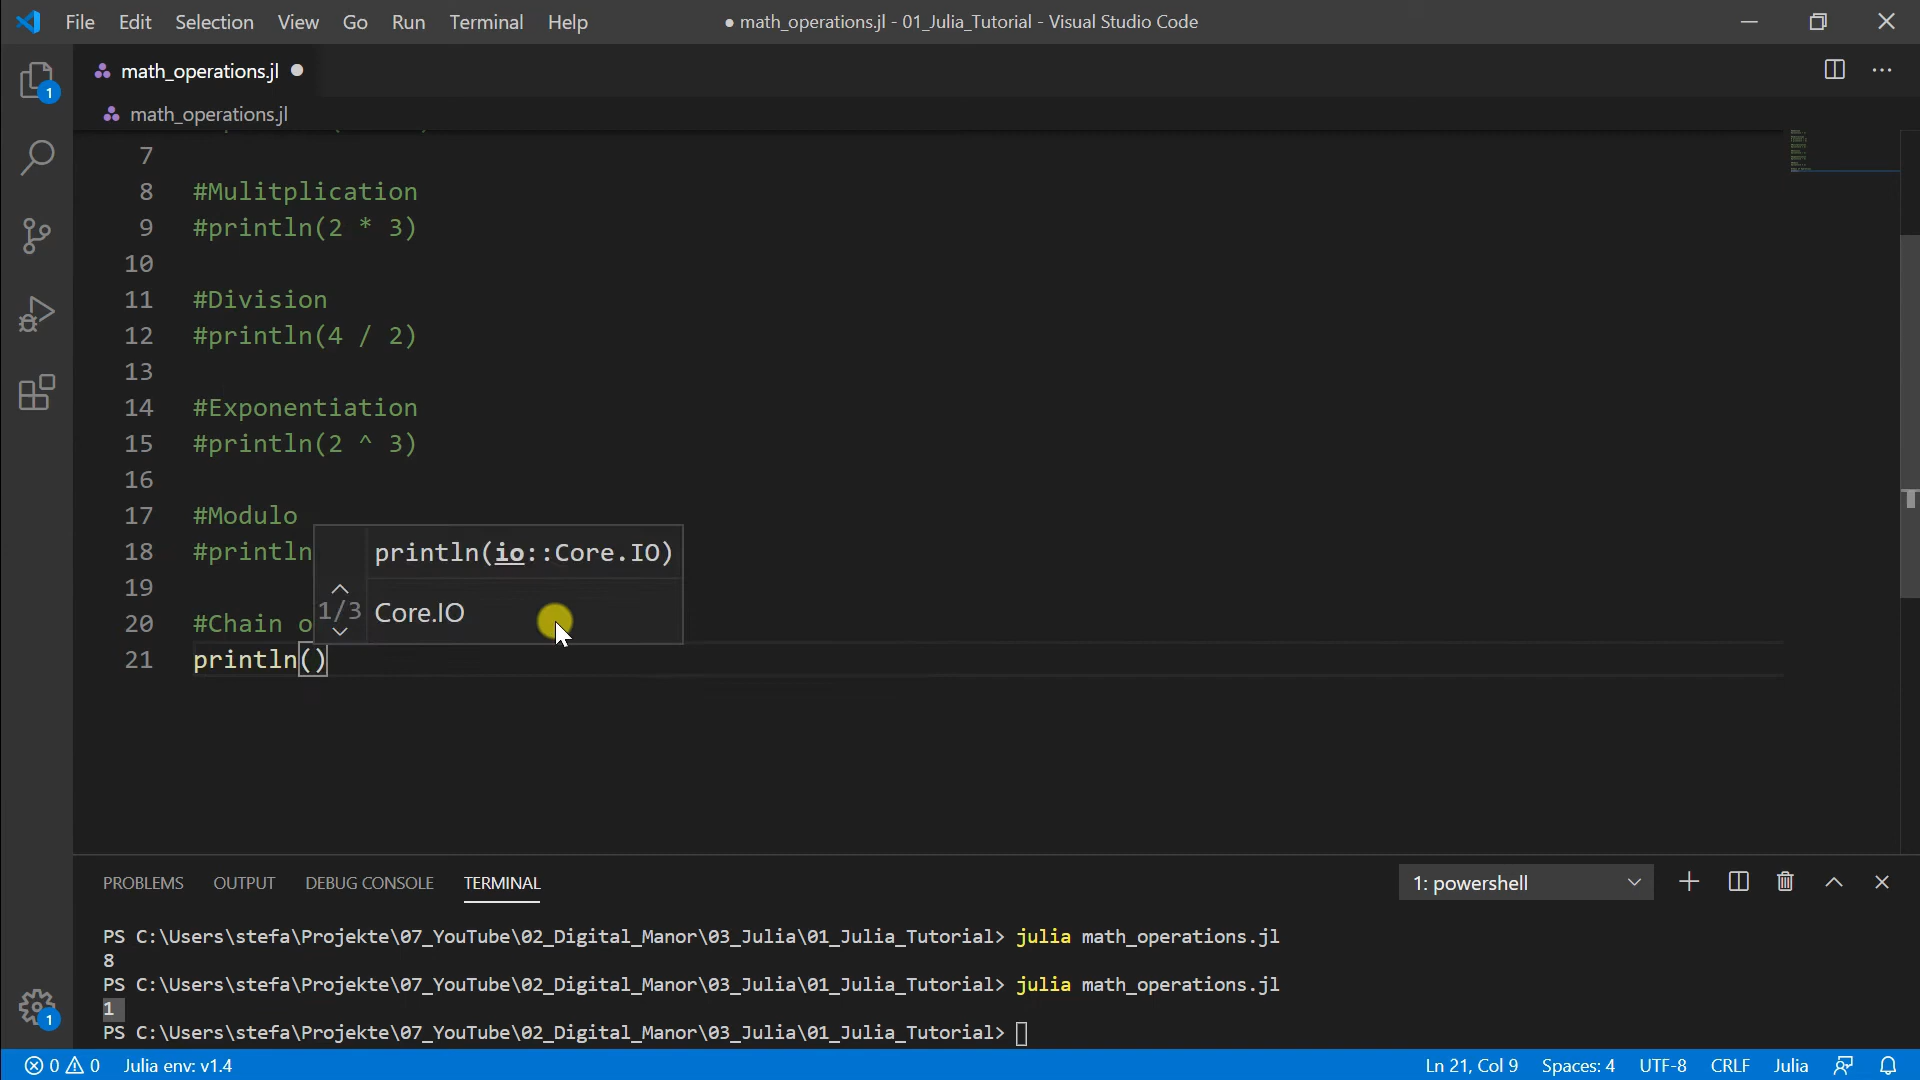 File Edit Selection View Go Run Terminal Help ● math_operations.jl - 01_Julia_Tutorial - Visual Studio Code
math_operations.jl
math_operations.jl
7
8 #Mulitplication
9 #println(2 * 3)
10
11 #Division
12 #println(4 / 2)
13
14 #Exponentiation
15 #println(2 ^ 3)
16
17 #Modulo
18 #println
println(io::Core.IO)
19
1/3 Core.IO
20 #Chain o
21 println()
PROBLEMS OUTPUT DEBUG CONSOLE TERMINAL 1: powershell
PS C:\Users\stefa\Projekte\07_YouTube\02_Digital_Manor\03_Julia\01_Julia_Tutorial> julia math_operations.jl
8
PS C:\Users\stefa\Projekte\07_YouTube\02_Digital_Manor\03_Julia\01_Julia_Tutorial> julia math_operations.jl
1
PS C:\Users\stefa\Projekte\07_YouTube\02_Digital_Manor\03_Julia\01_Julia_Tutorial>
1
1
0 0 Julia env: v1.4 Ln 21, Col 9 Spaces: 4 UTF-8 CRLF Julia